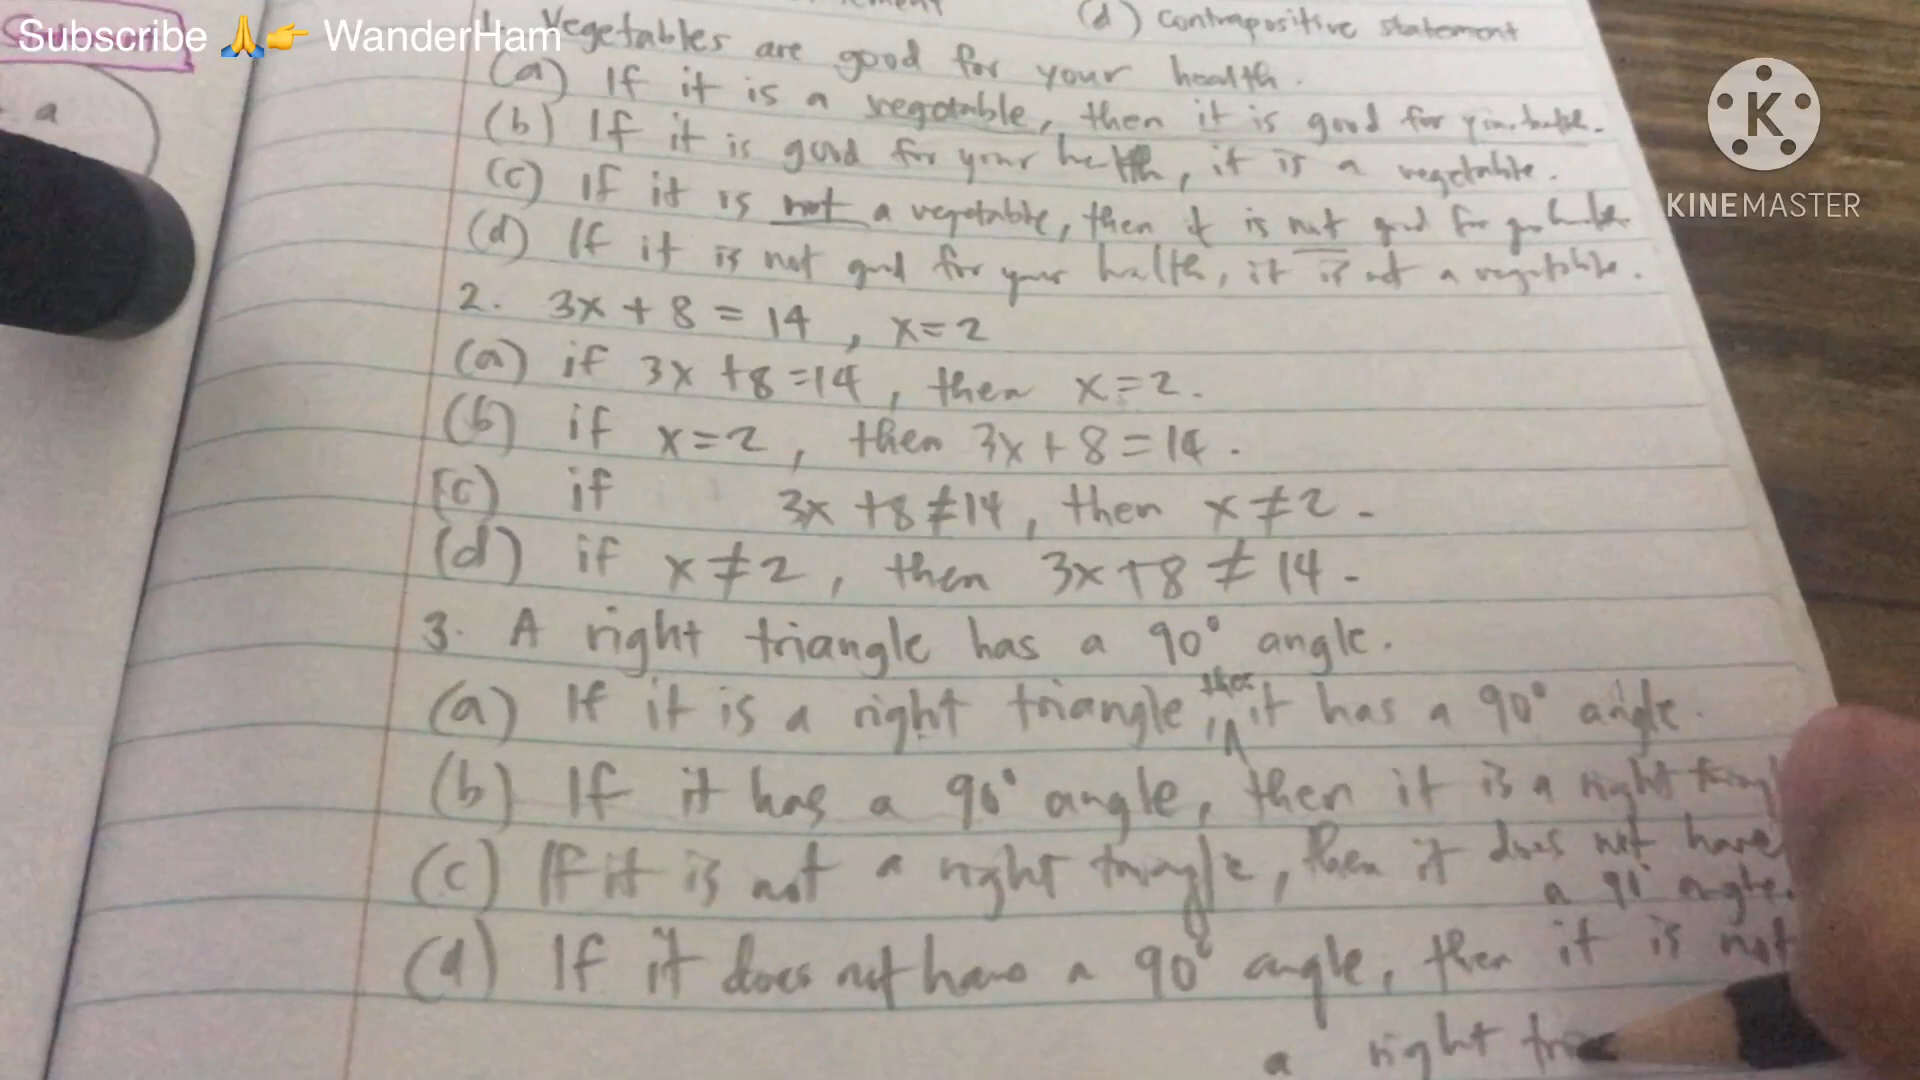 Subscribe 🙏👉 WanderHam
(d) contrapositive statement
1. Vegetables are good for your health.
(a) If it is a vegetable, then it is good for your health.
(b) If it is good for your health, it is a vegetable.
(c) If it is not a vegetable, then it is not good for
(d) If it is not good for your health, it is not a vegetable.
2. 3x + 8 = 14, x = 2
(a) if 3x + 8 = 14, then x = 2.
(b) if x = 2, then 3x + 8 = 14.
(c) if 3x + 8 ≠ 14, then x ≠ 2.
(d) if x ≠ 2, then 3x + 8 ≠ 14.
3. A right triangle has a 90° angle.
(a) If it is a right triangle, then it has a 90° angle.
(b) If it has a 90° angle, then it is a right triangl
(c) If it is not a right triangle, then it does not have
a 90° angle.
(d) If it does not have a 90° angle, then it is not
a right tri
a
K
KINEMASTER